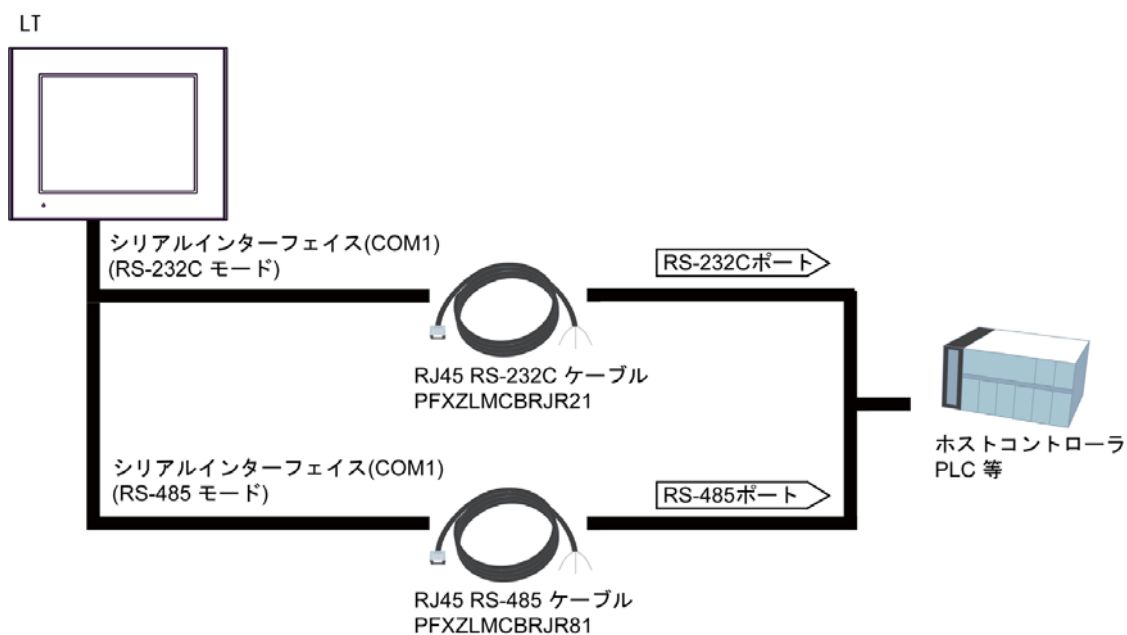 LT
シリアルインターフェイス(COM1)
(RS-232C モード)
RS-232Cポート
RJ45 RS-232C ケーブル
PFXZLMCBRJR21
ホストコントローラ
PLC 等
シリアルインターフェイス(COM1)
(RS-485 モード)
RS-485ポート
RJ45 RS-485 ケーブル
PFXZLMCBRJR81